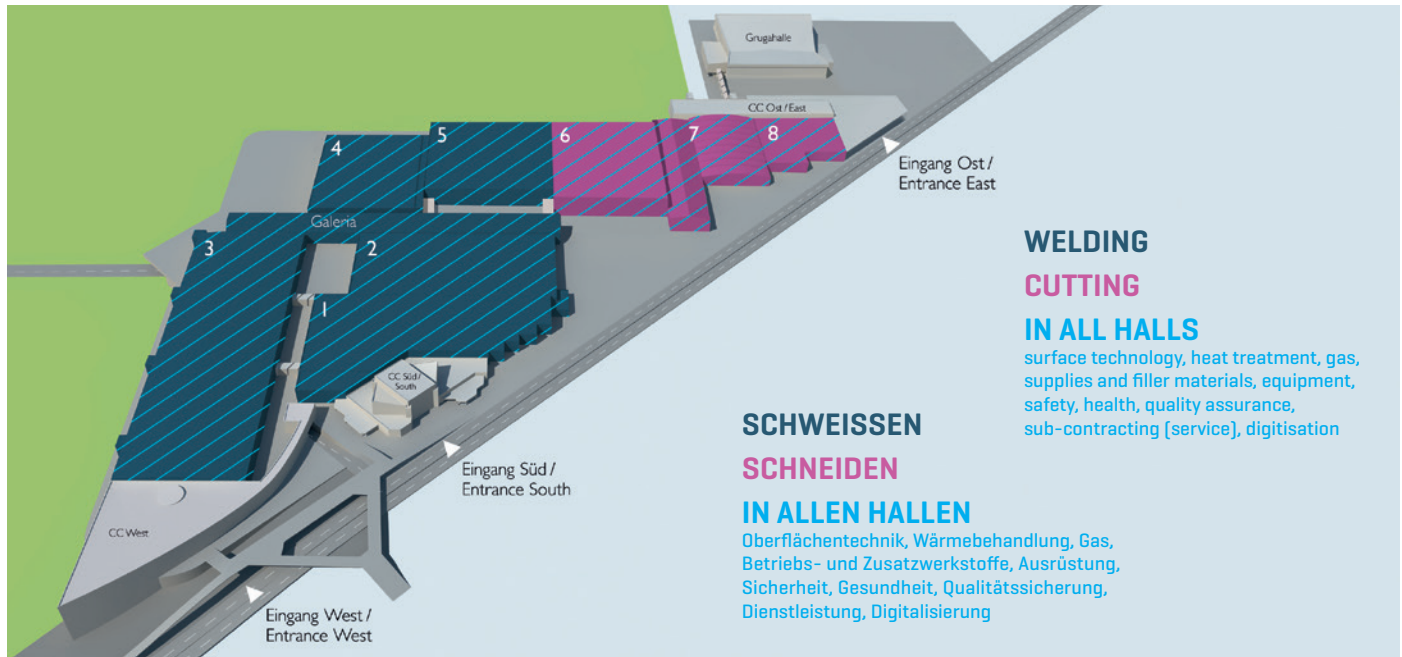 Grugahalle
CC Ost/East
8
7
6
5
4
Eingang Ost /
Entrance East
Galeria
3
2
1
CC Süd/
South
Eingang Süd /
Entrance South
CC West
Eingang West /
Entrance West
WELDING
CUTTING
IN ALL HALLS
surface technology, heat treatment, gas,
supplies and filler materials, equipment,
safety, health, quality assurance,
sub-contracting (service), digitisation
SCHWEISSEN
SCHNEIDEN
IN ALLEN HALLEN
Oberflächentechnik, Wärmebehandlung, Gas,
Betriebs- und Zusatzwerkstoffe, Ausrüstung,
Sicherheit, Gesundheit, Qualitätssicherung,
Dienstleistung, Digitalisierung